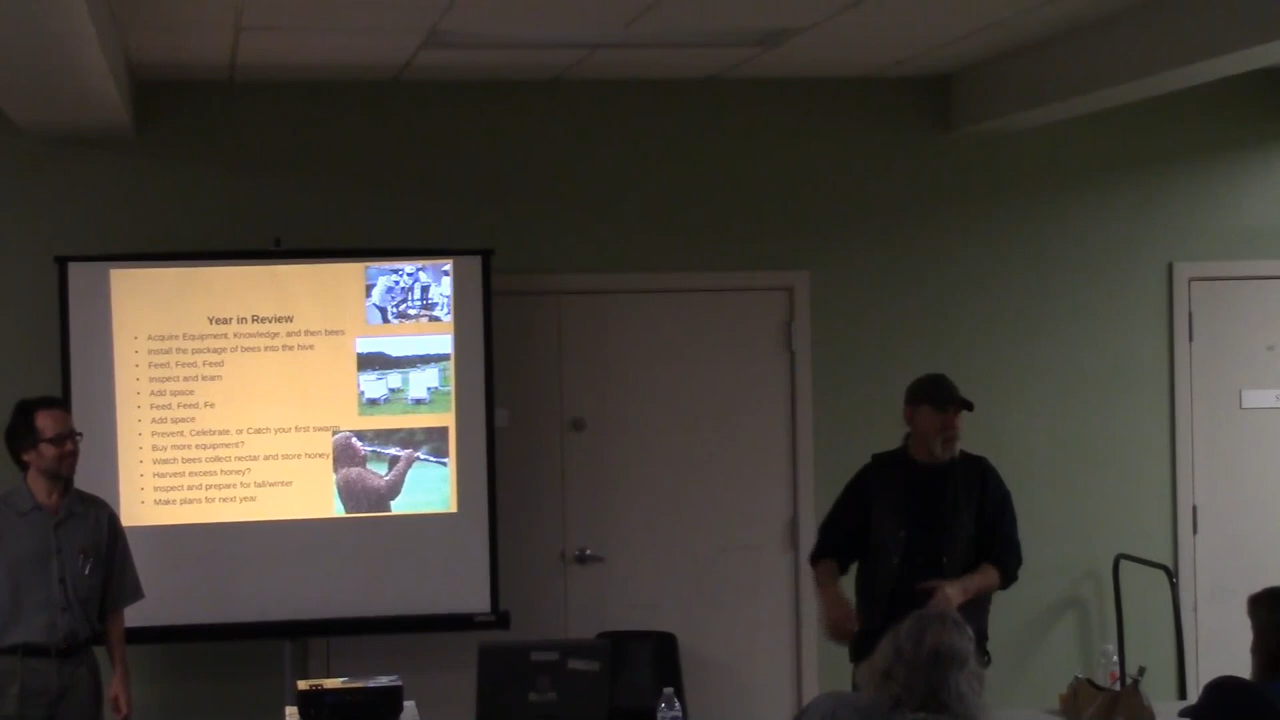 Year in Review
• Acquire Equipment, Knowledge, and then bees
• Install the package of bees into the hive
• Feed, Feed, Feed
• Inspect and learn
• Add space
• Feed, Feed, Fe
• Add space
• Prevent, Celebrate, or Catch your first swarm
• Buy more equipment?
• Watch bees collect nectar and store honey
• Harvest excess honey?
• Inspect and prepare for fall/winter
• Make plans for next year.